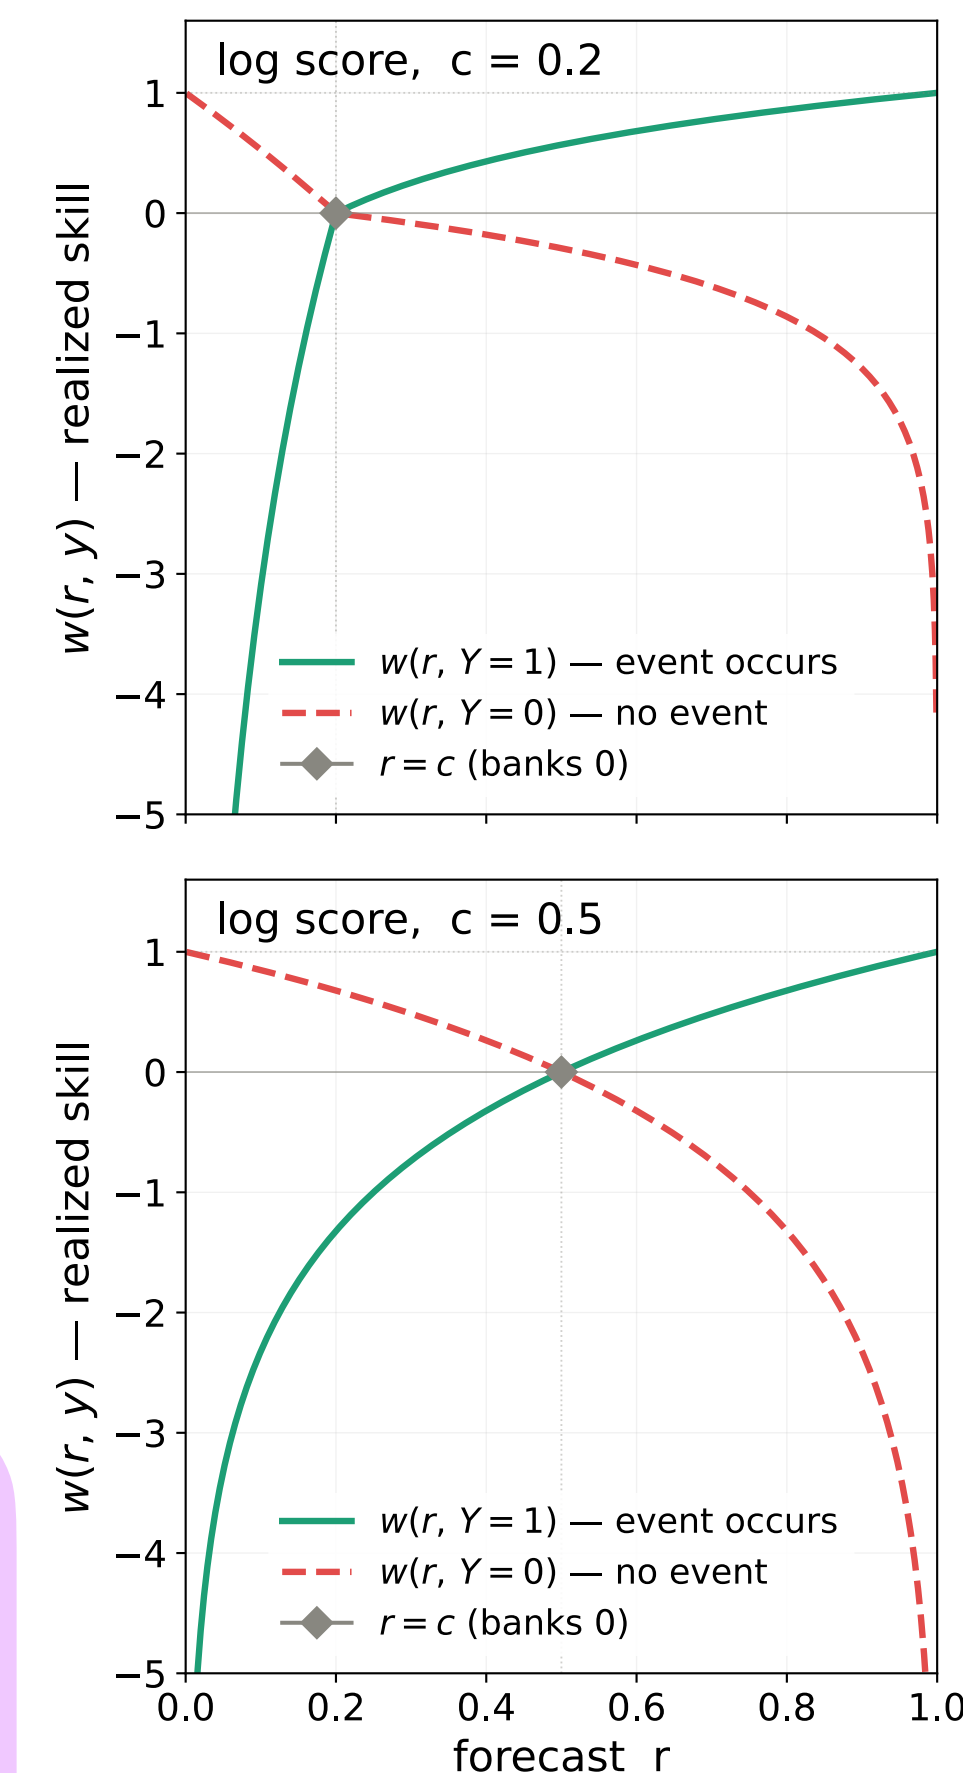 log score, c = 0.2
w(r, y) — realized skill
1
0
−1
−2
−3
−4
−5
w(r, Y = 1) — event occurs
w(r, Y = 0) — no event
r = c (banks 0)
log score, c = 0.5
w(r, y) — realized skill
1
0
−1
−2
−3
−4
−5
w(r, Y = 1) — event occurs
w(r, Y = 0) — no event
r = c (banks 0)
0.0 0.2 0.4 0.6 0.8 1.0
forecast r